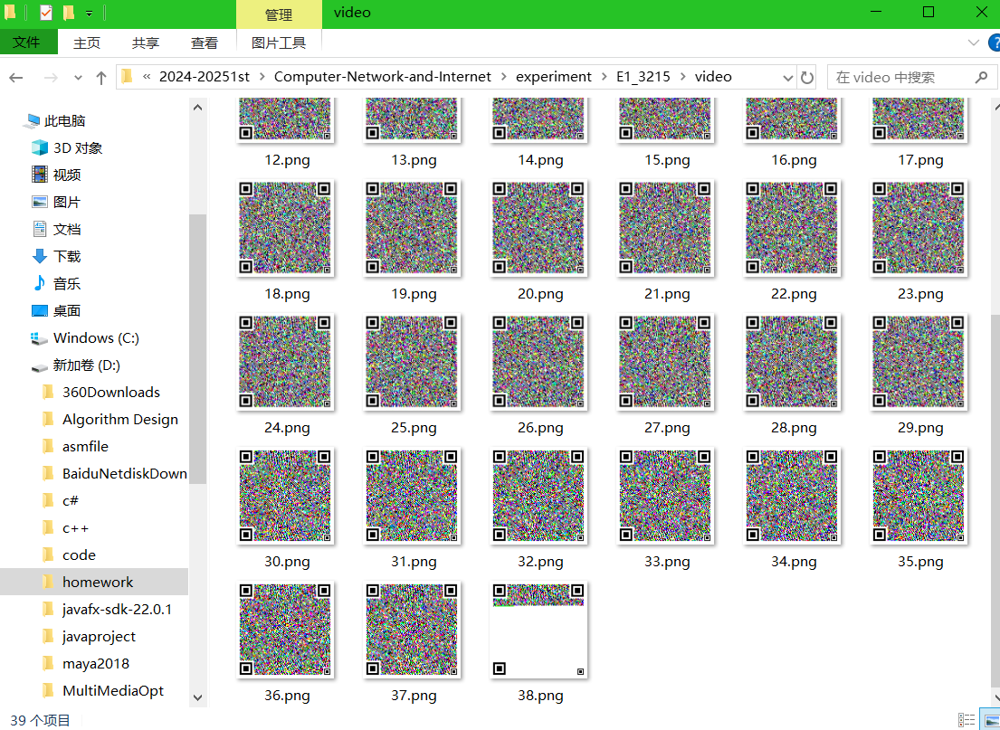 管理
video
文件
主页
共享
查看
图片工具
?
« 2024-20251st > Computer-Network-and-Internet > experiment > E1_3215 > video
在 video 中搜索
此电脑
3D 对象
视频
图片
文档
下载
音乐
桌面
Windows (C:)
新加卷 (D:)
360Downloads
Algorithm Design
asmfile
BaiduNetdiskDown
c#
c++
code
homework
javafx-sdk-22.0.1
javaproject
maya2018
MultiMediaOpt
12.png
13.png
14.png
15.png
16.png
17.png
18.png
19.png
20.png
21.png
22.png
23.png
24.png
25.png
26.png
27.png
28.png
29.png
30.png
31.png
32.png
33.png
34.png
35.png
36.png
37.png
38.png
39 个项目